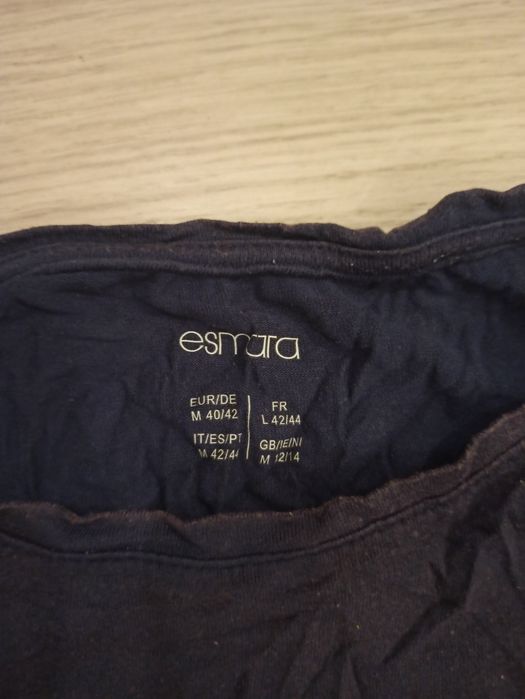 esmara
EUR/DE
M 40/42
IT/ES/PT
M 42/44
FR
L 42/44
GB/IE/NI
M 12/14